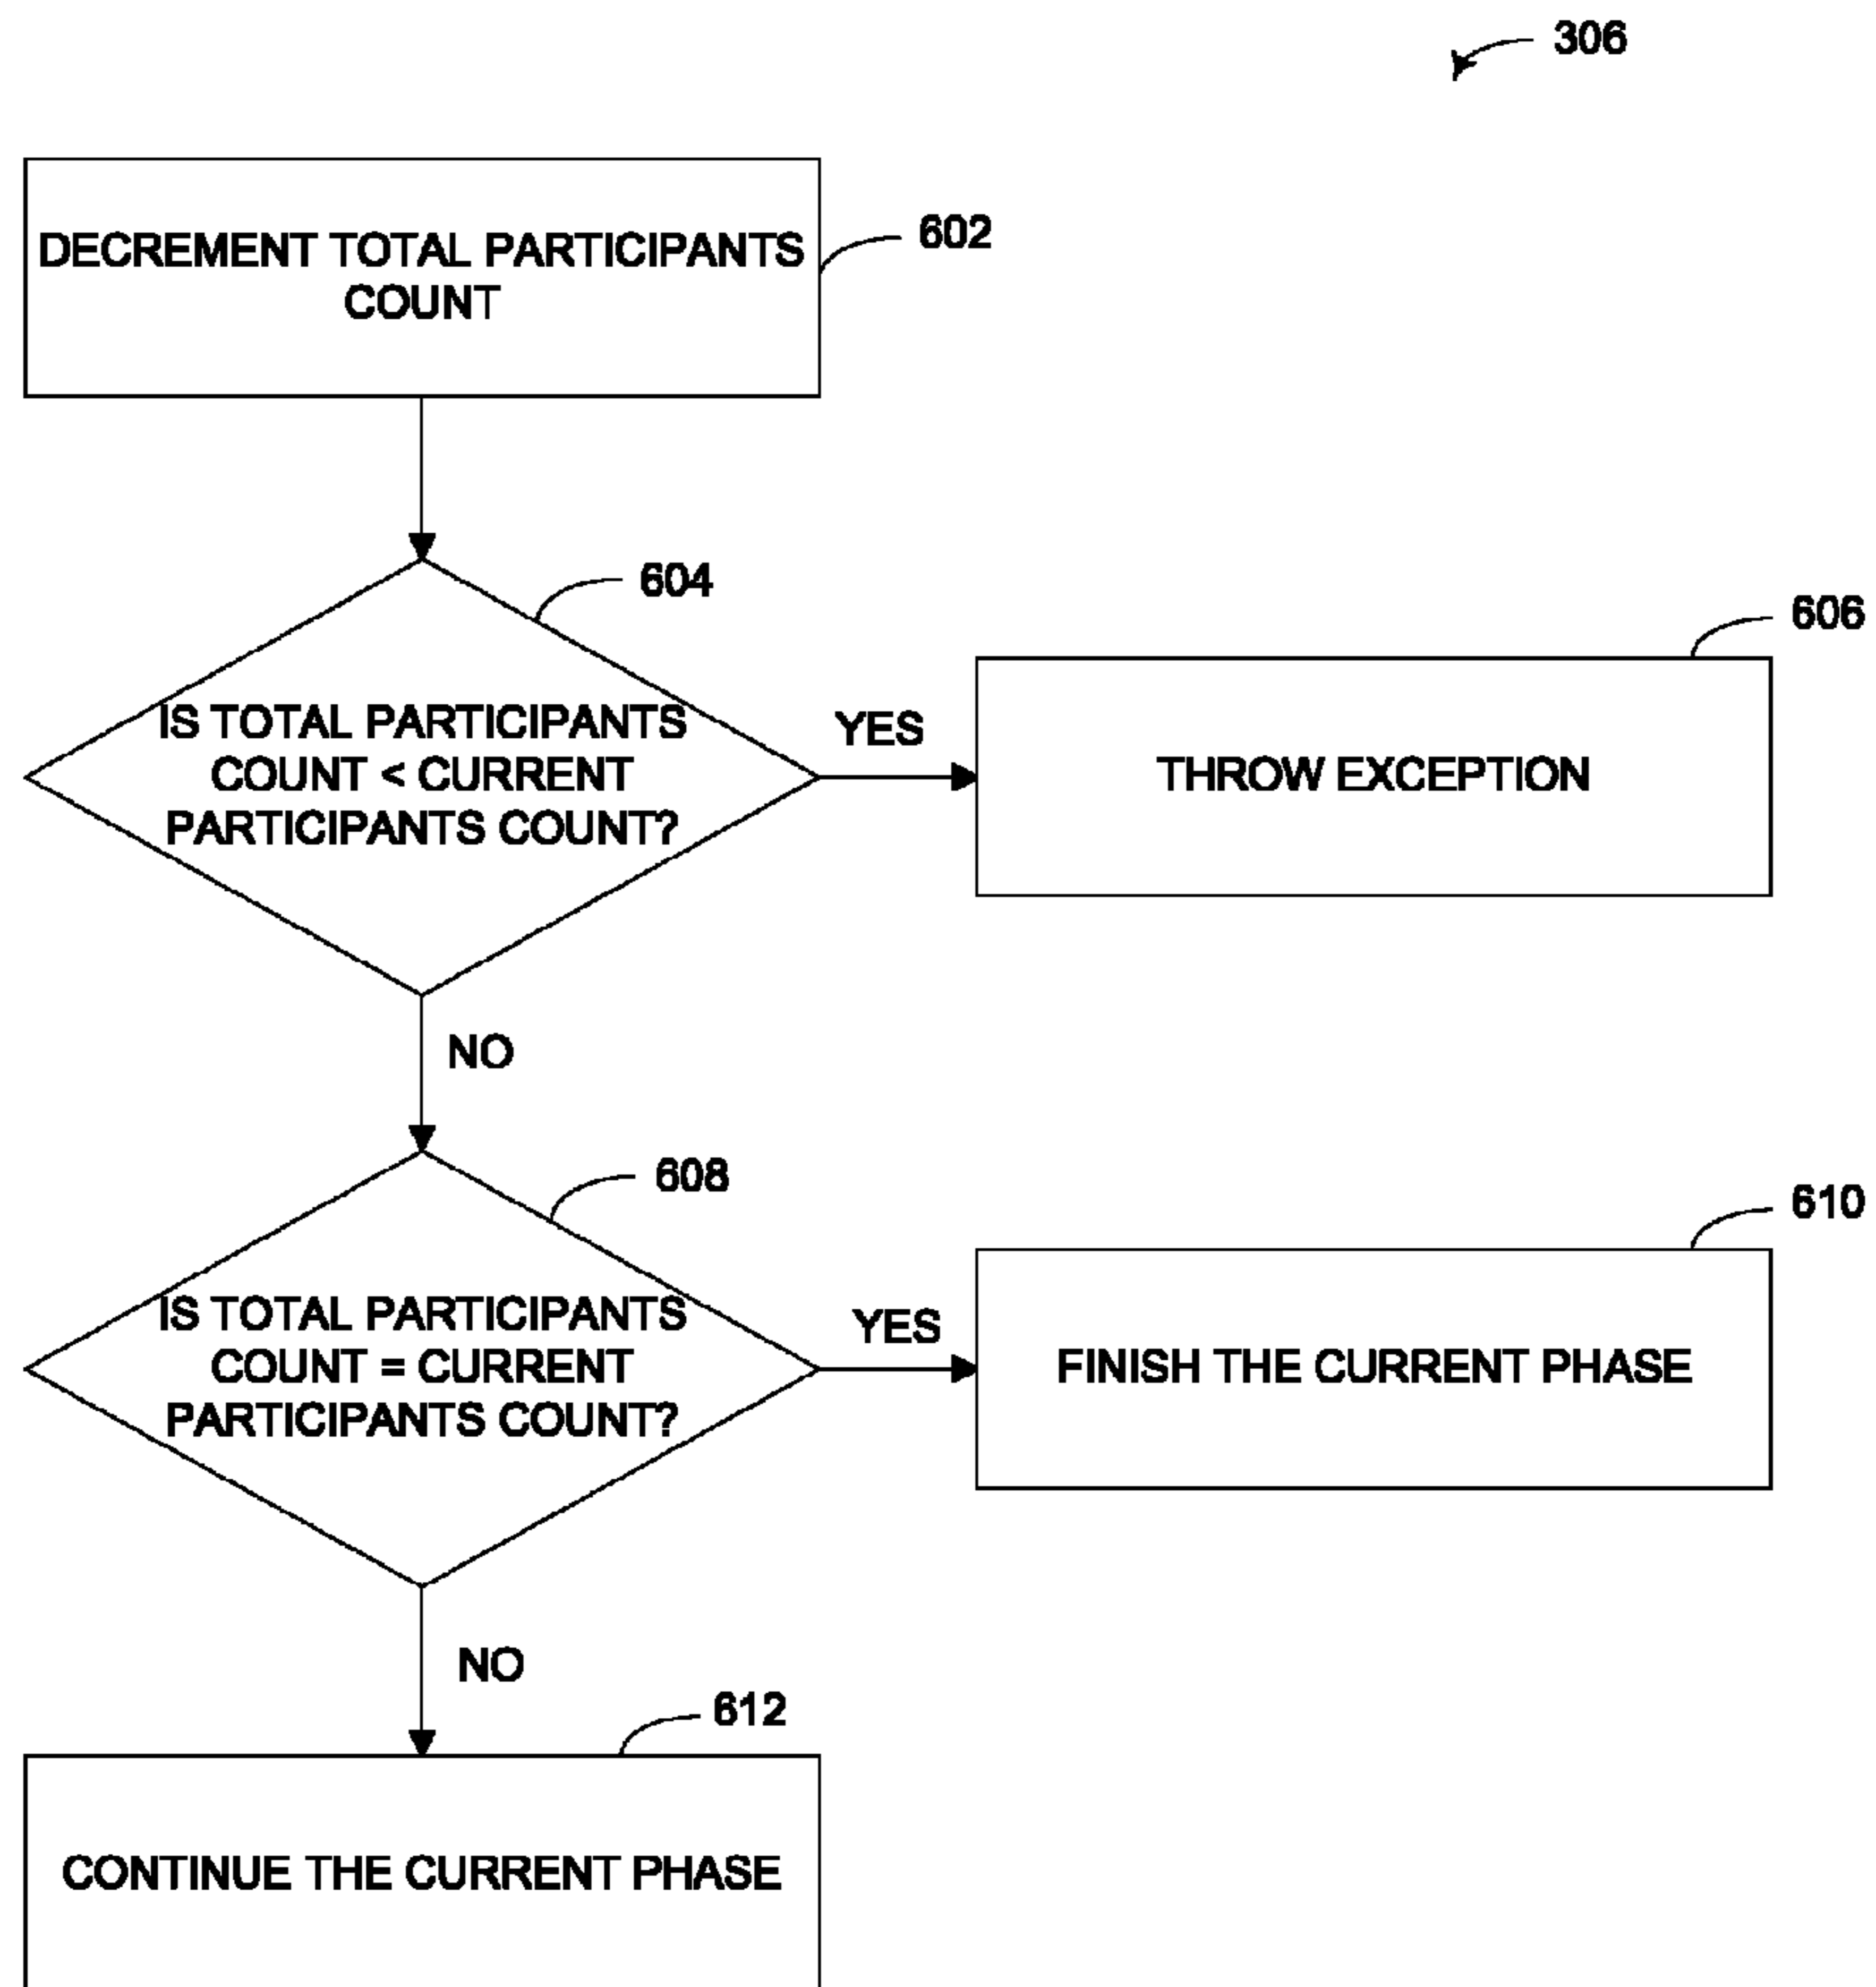 306
DECREMENT TOTAL PARTICIPANTS
COUNT
602
604
IS TOTAL PARTICIPANTS
COUNT < CURRENT
PARTICIPANTS COUNT?
YES
606
THROW EXCEPTION
NO
608
IS TOTAL PARTICIPANTS
COUNT = CURRENT
PARTICIPANTS COUNT?
YES
610
FINISH THE CURRENT PHASE
NO
612
CONTINUE THE CURRENT PHASE